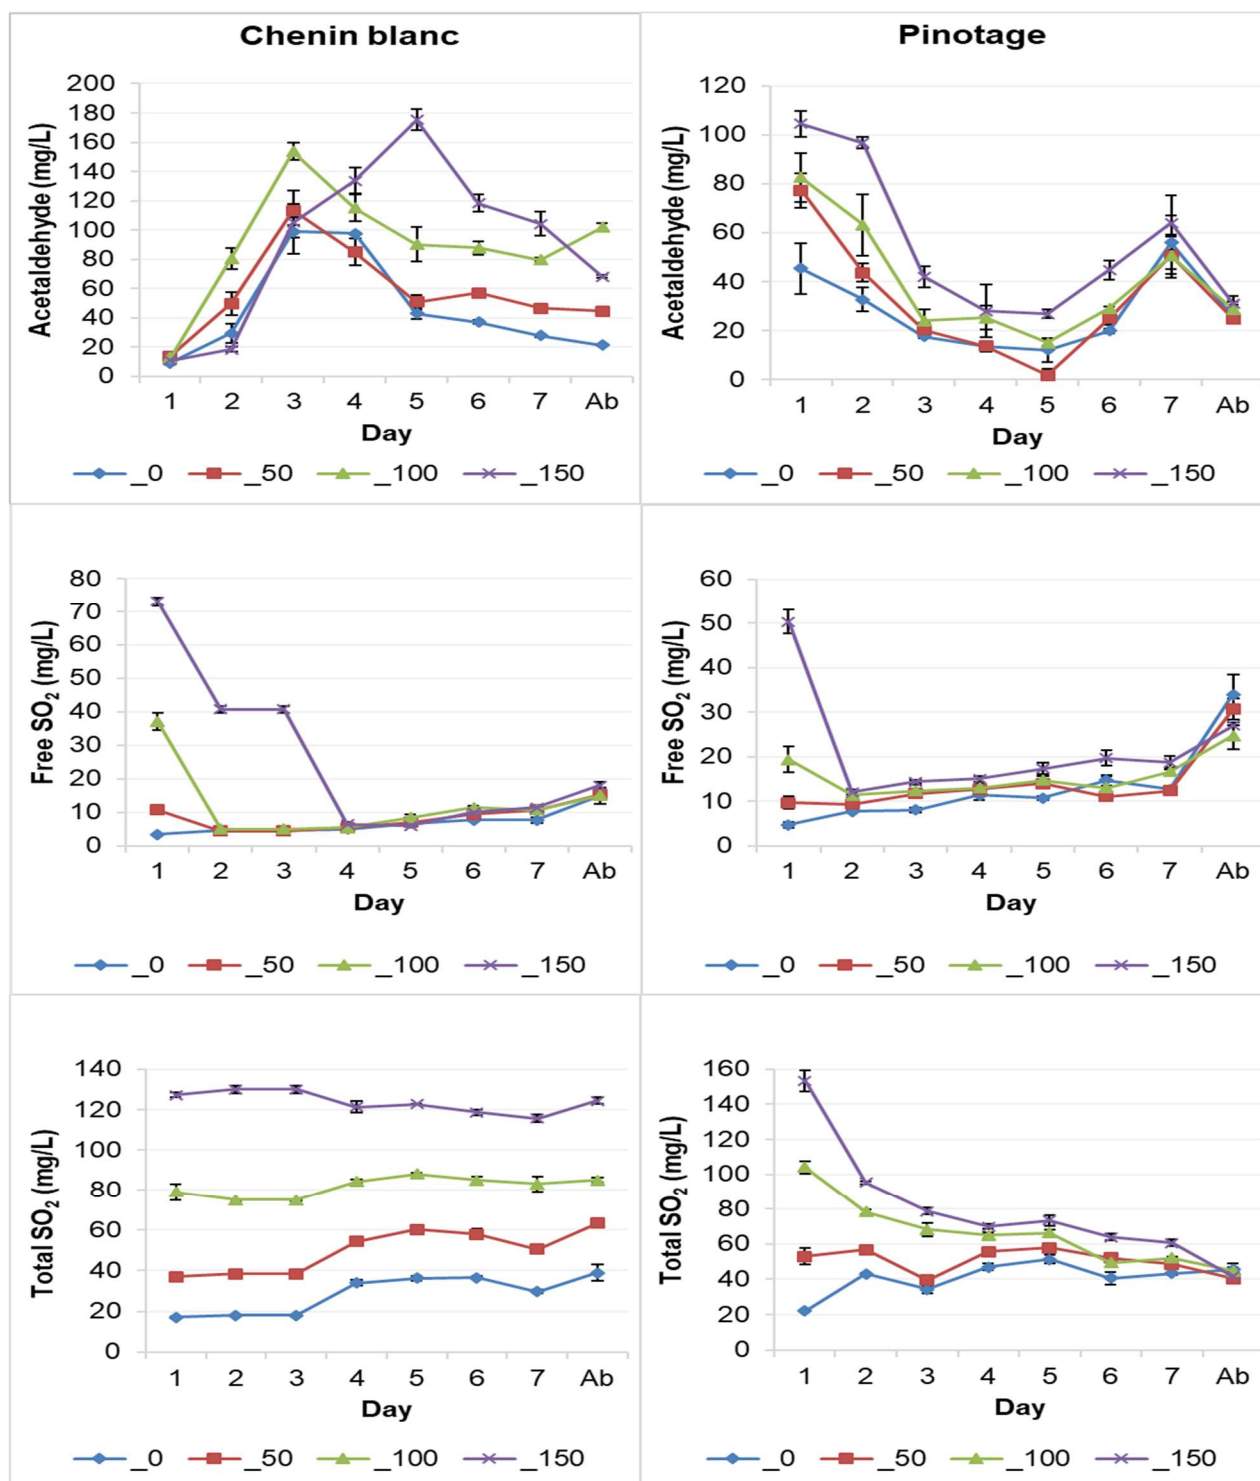 Chenin blanc
Acetaldehyde (mg/L)
200
180
160
140
120
100
80
60
40
20
0
1 2 3 4 5 6 7 Ab
Day
_0 _50 _100 _150
Pinotage
Acetaldehyde (mg/L)
120
100
80
60
40
20
0
1 2 3 4 5 6 7 Ab
Day
_0 _50 _100 _150
Free SO₂ (mg/L)
80
70
60
50
40
30
20
10
0
1 2 3 4 5 6 7 Ab
Day
_0 _50 _100 _150
Free SO₂ (mg/L)
60
50
40
30
20
10
0
1 2 3 4 5 6 7 Ab
Day
_0 _50 _100 _150
Total SO₂ (mg/L)
140
120
100
80
60
40
20
0
1 2 3 4 5 6 7 Ab
Day
_0 _50 _100 _150
Total SO₂ (mg/L)
160
140
120
100
80
60
40
20
0
1 2 3 4 5 6 7 Ab
Day
_0 _50 _100 _150